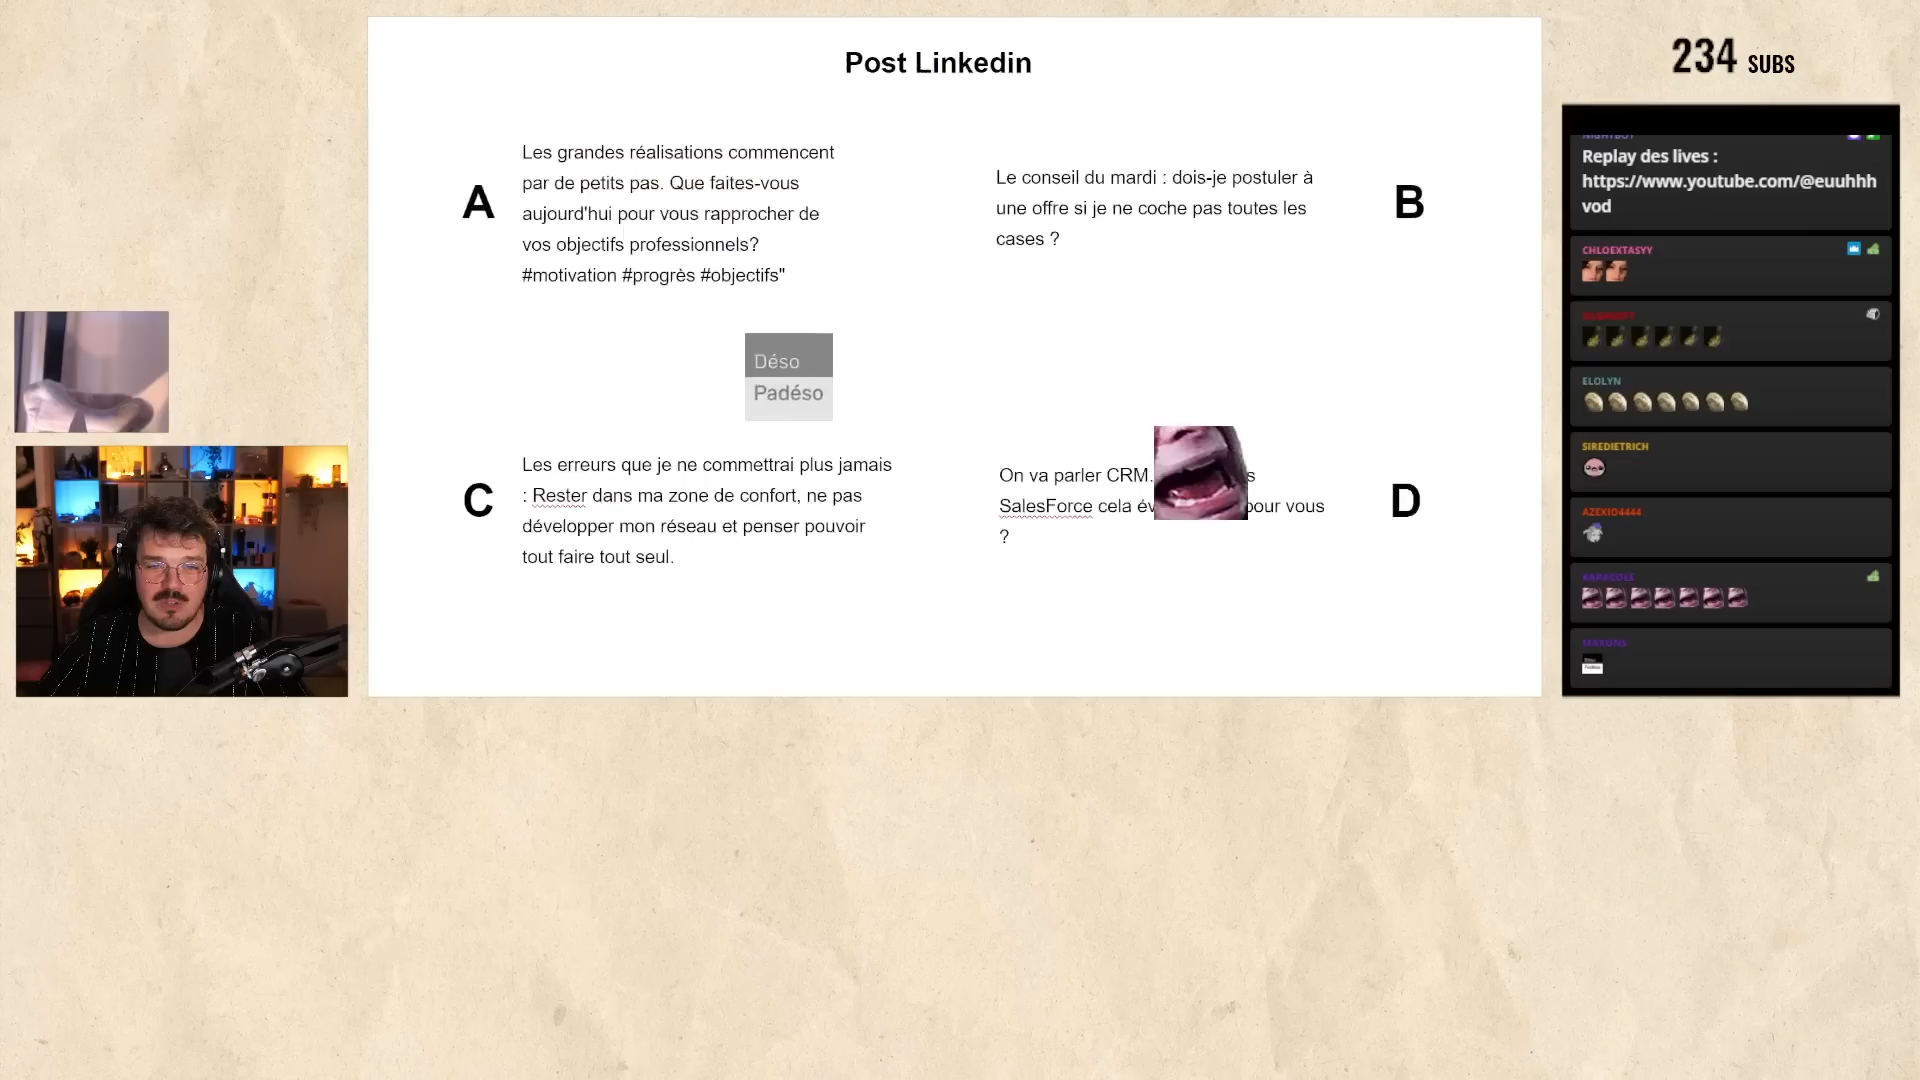 Post Linkedin
234 SUBS
A
Les grandes réalisations commencent
par de petits pas. Que faites-vous
aujourd'hui pour vous rapprocher de
vos objectifs professionnels?
#motivation #progrès #objectifs"
Le conseil du mardi : dois-je postuler à
une offre si je ne coche pas toutes les
cases ?
B
Déso
Padéso
C
Les erreurs que je ne commettrai plus jamais
: Rester dans ma zone de confort, ne pas
développer mon réseau et penser pouvoir
tout faire tout seul.
On va parler CRM.
SalesForce cela pour vous
?
D
NIGHTBOT
Replay des lives :
https://www.youtube.com/@euuhhh
vod
CHLOEXTASYY
ELOLYN
SIREDIETRICH
AZEXIO4444